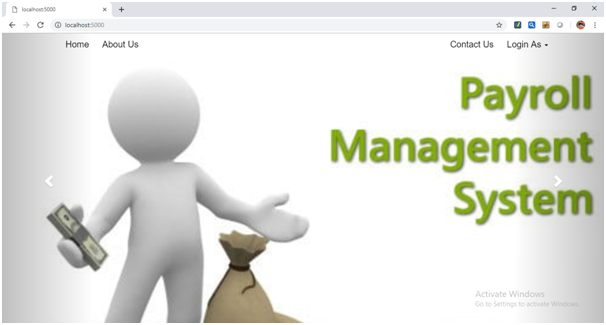 localhost:5000
localhost:5000
Home About Us Contact Us Login As
Payroll
Management
System
Activate Windows
Go to Settings to activate Windows.